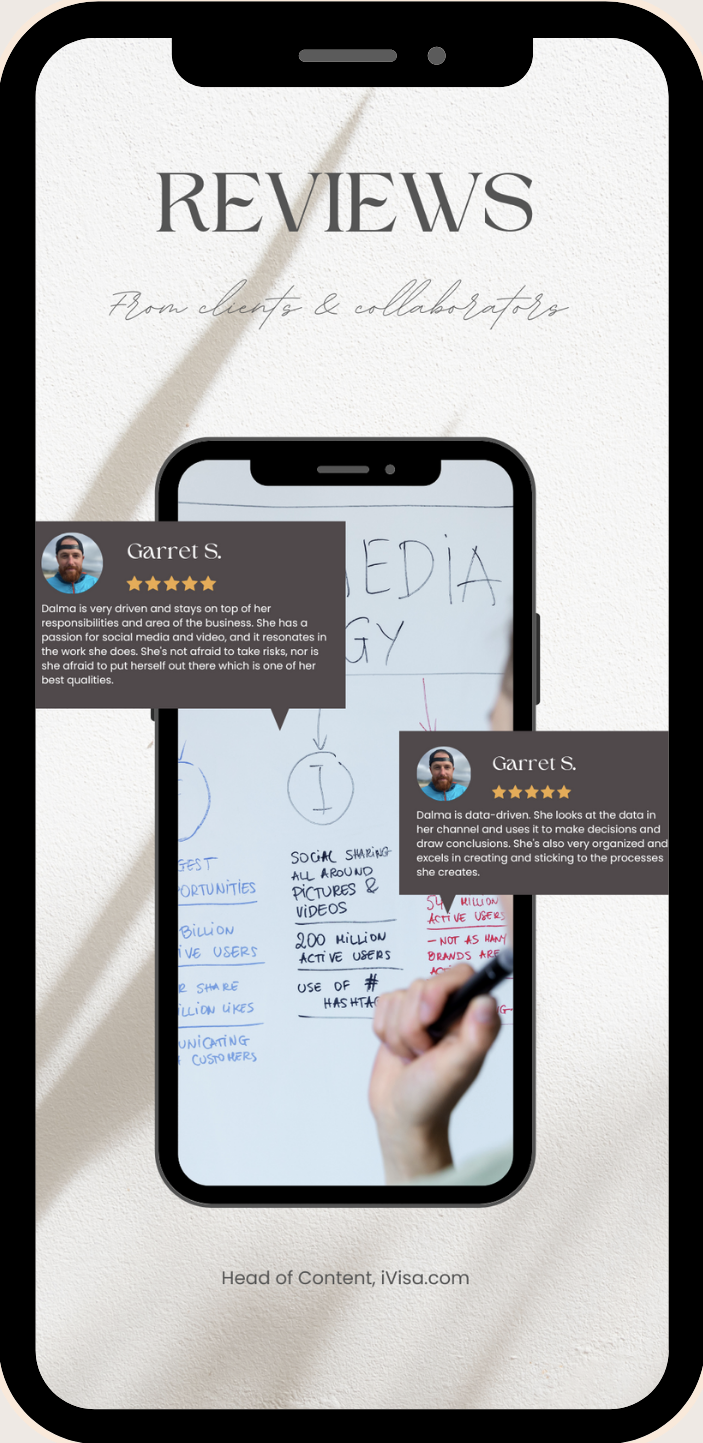 REVIEWS
From clients & collaborators
MEDIA
GY
Garret S.
Dalma is very driven and stays on top of her
responsibilities and area of the business. She has a
passion for social media and video, and it resonates in
the work she does. She's not afraid to take risks, nor is
she afraid to put herself out there which is one of her
best qualities.
Garret S.
Dalma is data-driven. She looks at the data in
her channel and uses it to make decisions and
draw conclusions. She's also very organized and
excels in creating and sticking to the processes
she creates.
GEST
PORTUNITIES
BILLION
IVE USERS
R SHARE
ILLION LIKES
UNICATING
CUSTOMERS
I
SOCIAL SHARING
ALL AROUND
PICTURES &
VIDEOS
200 MILLION
ACTIVE USERS
USE OF #
HASHTAG
MILLION
ACTIVE USERS
- NOT AS MANY
BRANDS ARE
Head of Content, iVisa.com